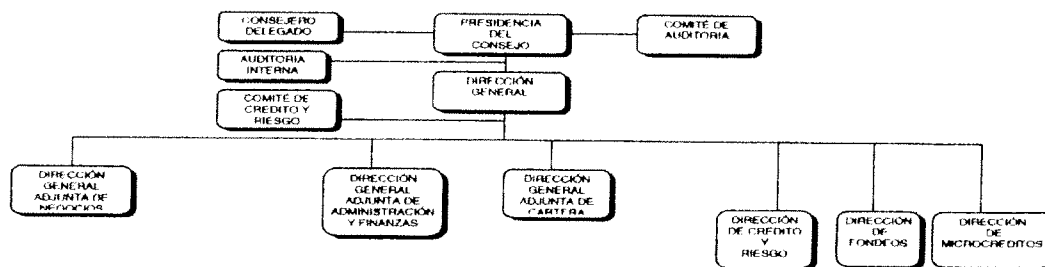 CONSEJERO
DELEGADO
PRESIDENCIA
DEL
CONSEJO
COMITÉ DE
AUDITORIA
AUDITORIA
INTERNA
DIRECCIÓN
GENERAL
COMITÉ DE
CREDITO Y
RIESGO
DIRECCIÓN
GENERAL
ADJUNTA DE
NEGOCIOS
DIRECCIÓN
GENERAL
ADJUNTA DE
ADMINISTRACIÓN
Y FINANZAS
DIRECCIÓN
GENERAL
ADJUNTA DE
CARTERA
DIRECCIÓN
DE CRÉDITO
Y
RIESGO
DIRECCIÓN
DE
FONDEOS
DIRECCIÓN
DE
MICROCREDITOS